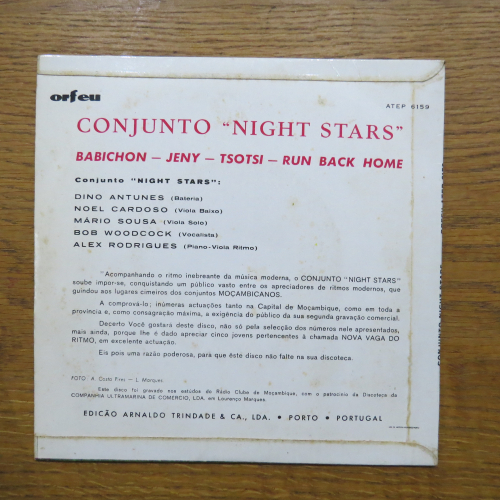 orfeu
ATEP 6159
CONJUNTO "NIGHT STARS"
BABICHON — JENY — TSOTSI — RUN BACK HOME
Conjunto "NIGHT STARS":
DINO ANTUNES (Bateria)
NOEL CARDOSO (Viola Baixo)
MÁRIO SOUSA (Viola Solo)
BOB WOODCOCK (Vocalista)
ALEX RODRIGUES (Piano-Viola Ritmo)
"Acompanhando o ritmo inebreante da música moderna, o CONJUNTO "NIGHT STARS"
soube impor-se, conquistando um público vasto entre os apreciadores de ritmos modernos, que
guindou aos lugares cimeiros dos conjuntos MOÇAMBICANOS.
A comprová-lo; inúmeras actuações tanto na Capital de Moçambique, como em toda a
província e, como consagração máxima, a exigência do público da sua segunda gravação comercial.
Decerto Você gostará deste disco, não só pela selecção dos números nele apresentados,
mais ainda, porque lhe é dado apreciar cinco jovens pertencentes à chamada NOVA VAGA DO
RITMO, em excelente actuação.
Eis pois uma razão poderosa, para que êste disco não falte na sua discoteca.
FOTO: A. Costa Frei — L. Marques
Este disco foi gravado nos estúdios do Rádio Clube de Moçambique, com o patrocínio da Discoteca da
COMPANHIA ULTRAMARINA DE COMERCIO, LDA. em Lourenço Marques.
EDICÃO ARNALDO TRINDADE & CA., LDA. • PORTO • PORTUGAL